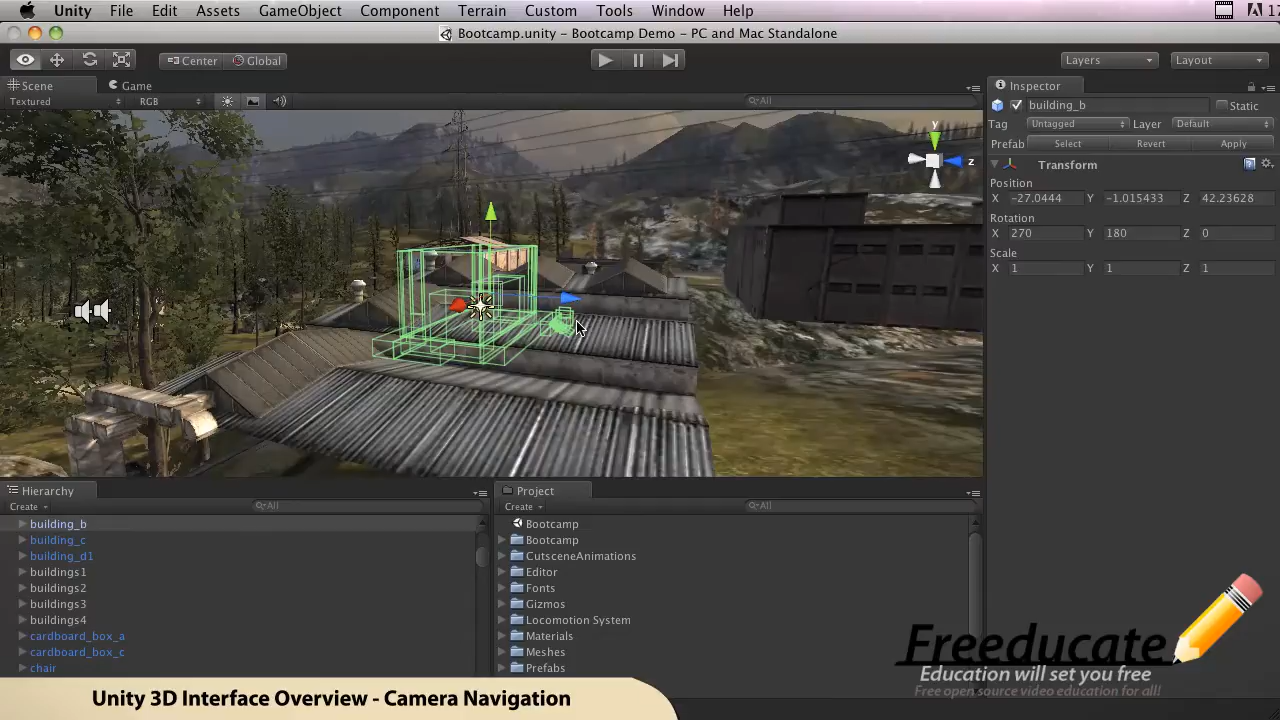 Unity File Edit Assets GameObject Component Terrain Custom Tools Window Help 17
Bootcamp.unity - Bootcamp Demo - PC and Mac Standalone
Center Global Layers Layout
Scene Game Inspector
Textured RGB All
building_b Static
Tag Untagged Layer Default
Prefab Select Revert Apply
Transform
Position
X -27.0444 Y -1.015433 Z 42.23628
Rotation
X 270 Y 180 Z 0
Scale
X 1 Y 1 Z 1
y
z
Hierarchy
Create All
building_b
building_c
building_d1
buildings1
buildings2
buildings3
buildings4
cardboard_box_a
cardboard_box_c
chair
Project
Create All
Bootcamp
Bootcamp
CutsceneAnimations
Editor
Fonts
Gizmos
Locomotion System
Materials
Meshes
Prefabs
Freeducate
Education will set you free
Free open source video education for all!
Unity 3D Interface Overview - Camera Navigation